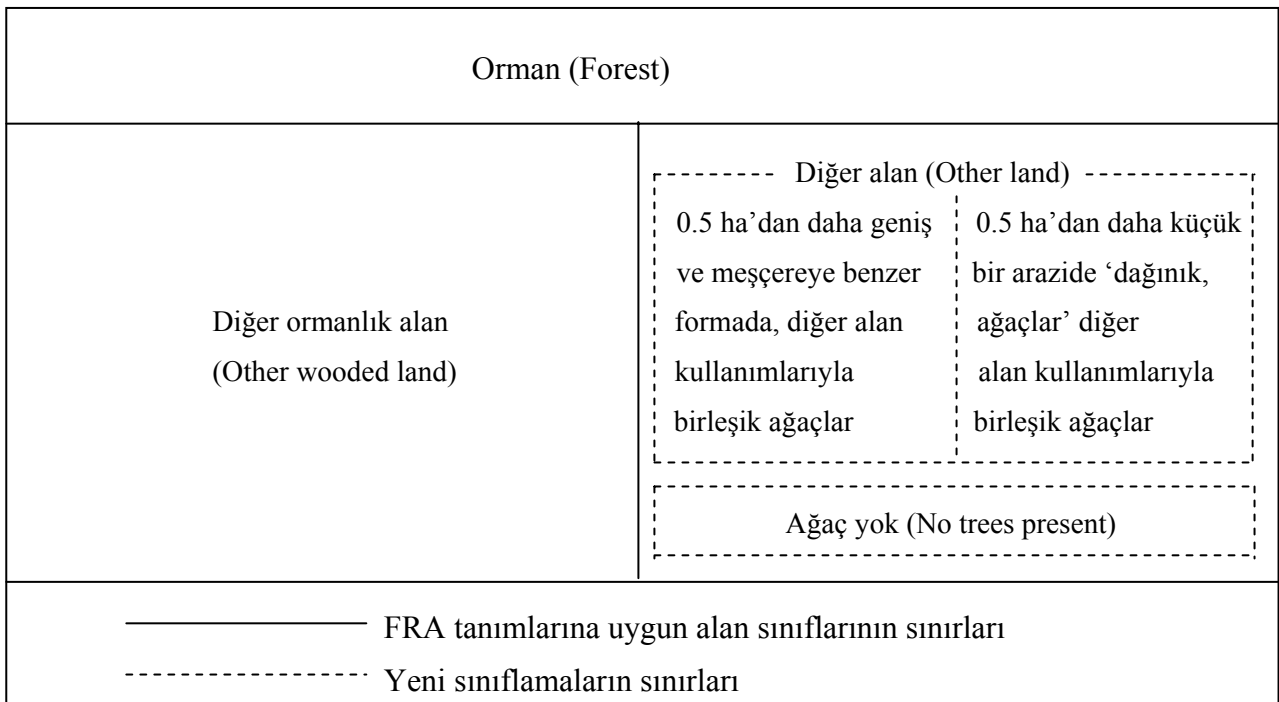 Orman (Forest)
Diğer ormanlık alan
(Other wooded land)
Diğer alan (Other land)
0.5 ha’dan daha geniş
ve meşçereye benzer
formada, diğer alan
kullanımlarıyla
birleşik ağaçlar
0.5 ha’dan daha küçük
bir arazide ‘dağınık,
ağaçlar’ diğer
alan kullanımlarıyla
birleşik ağaçlar
Ağaç yok (No trees present)
FRA tanımlarına uygun alan sınıflarının sınırları
Yeni sınıflamaların sınırları